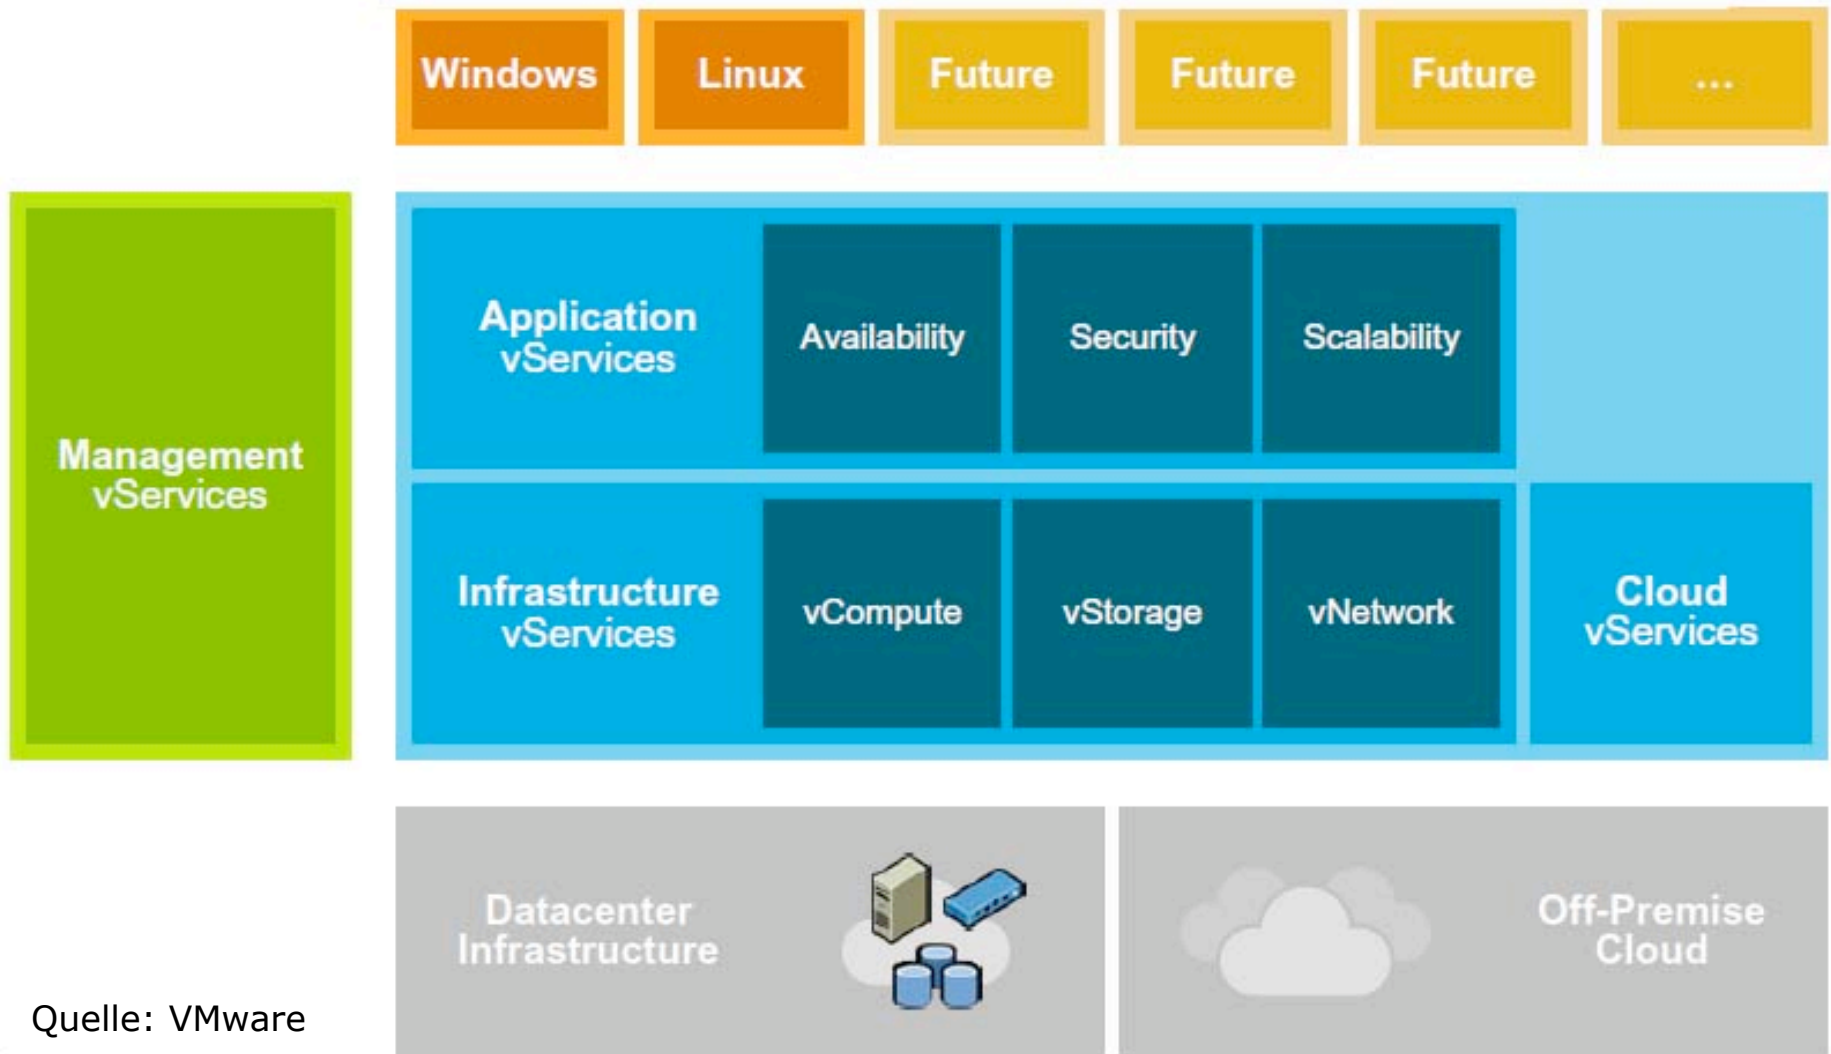 Windows
Linux
Future
Future
Future
...
Management
vServices
Application
vServices
Availability
Security
Scalability
Infrastructure
vServices
vCompute
vStorage
vNetwork
Cloud
vServices
Datacenter
Infrastructure
Off-Premise
Cloud
Quelle: VMware